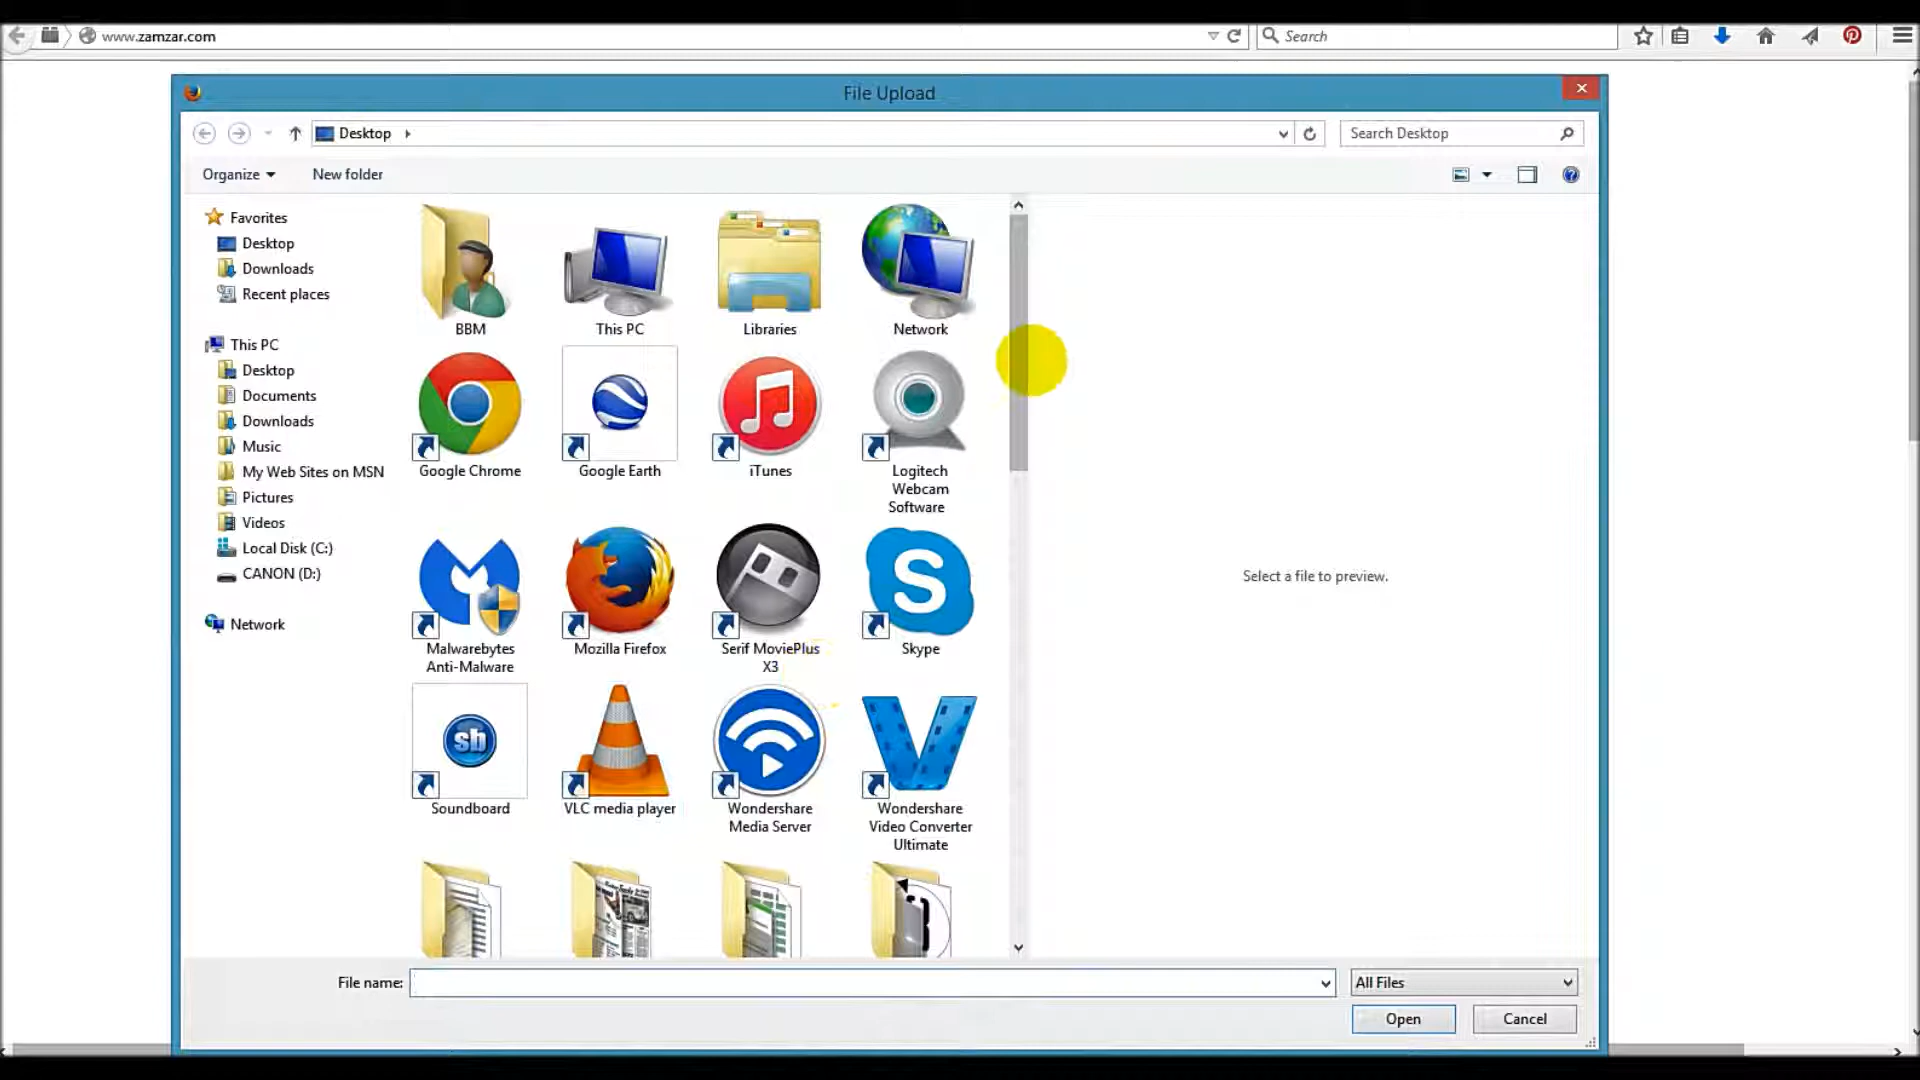 www.zamzar.com
Search
File Upload
Desktop
Search Desktop
Organize
New folder
Favorites
Desktop
Downloads
Recent places
This PC
Desktop
Documents
Downloads
Music
My Web Sites on MSN
Pictures
Videos
Local Disk (C:)
CANON (D:)
Network
BBM
This PC
Libraries
Network
Google Chrome
Google Earth
iTunes
Logitech
Webcam
Software
Malwarebytes
Anti-Malware
Mozilla Firefox
Serif MoviePlus
X3
S
Skype
sb
Soundboard
VLC media player
Wondershare
Media Server
Wondershare
Video Converter
Ultimate
Select a file to preview.
File name:
All Files
Open
Cancel